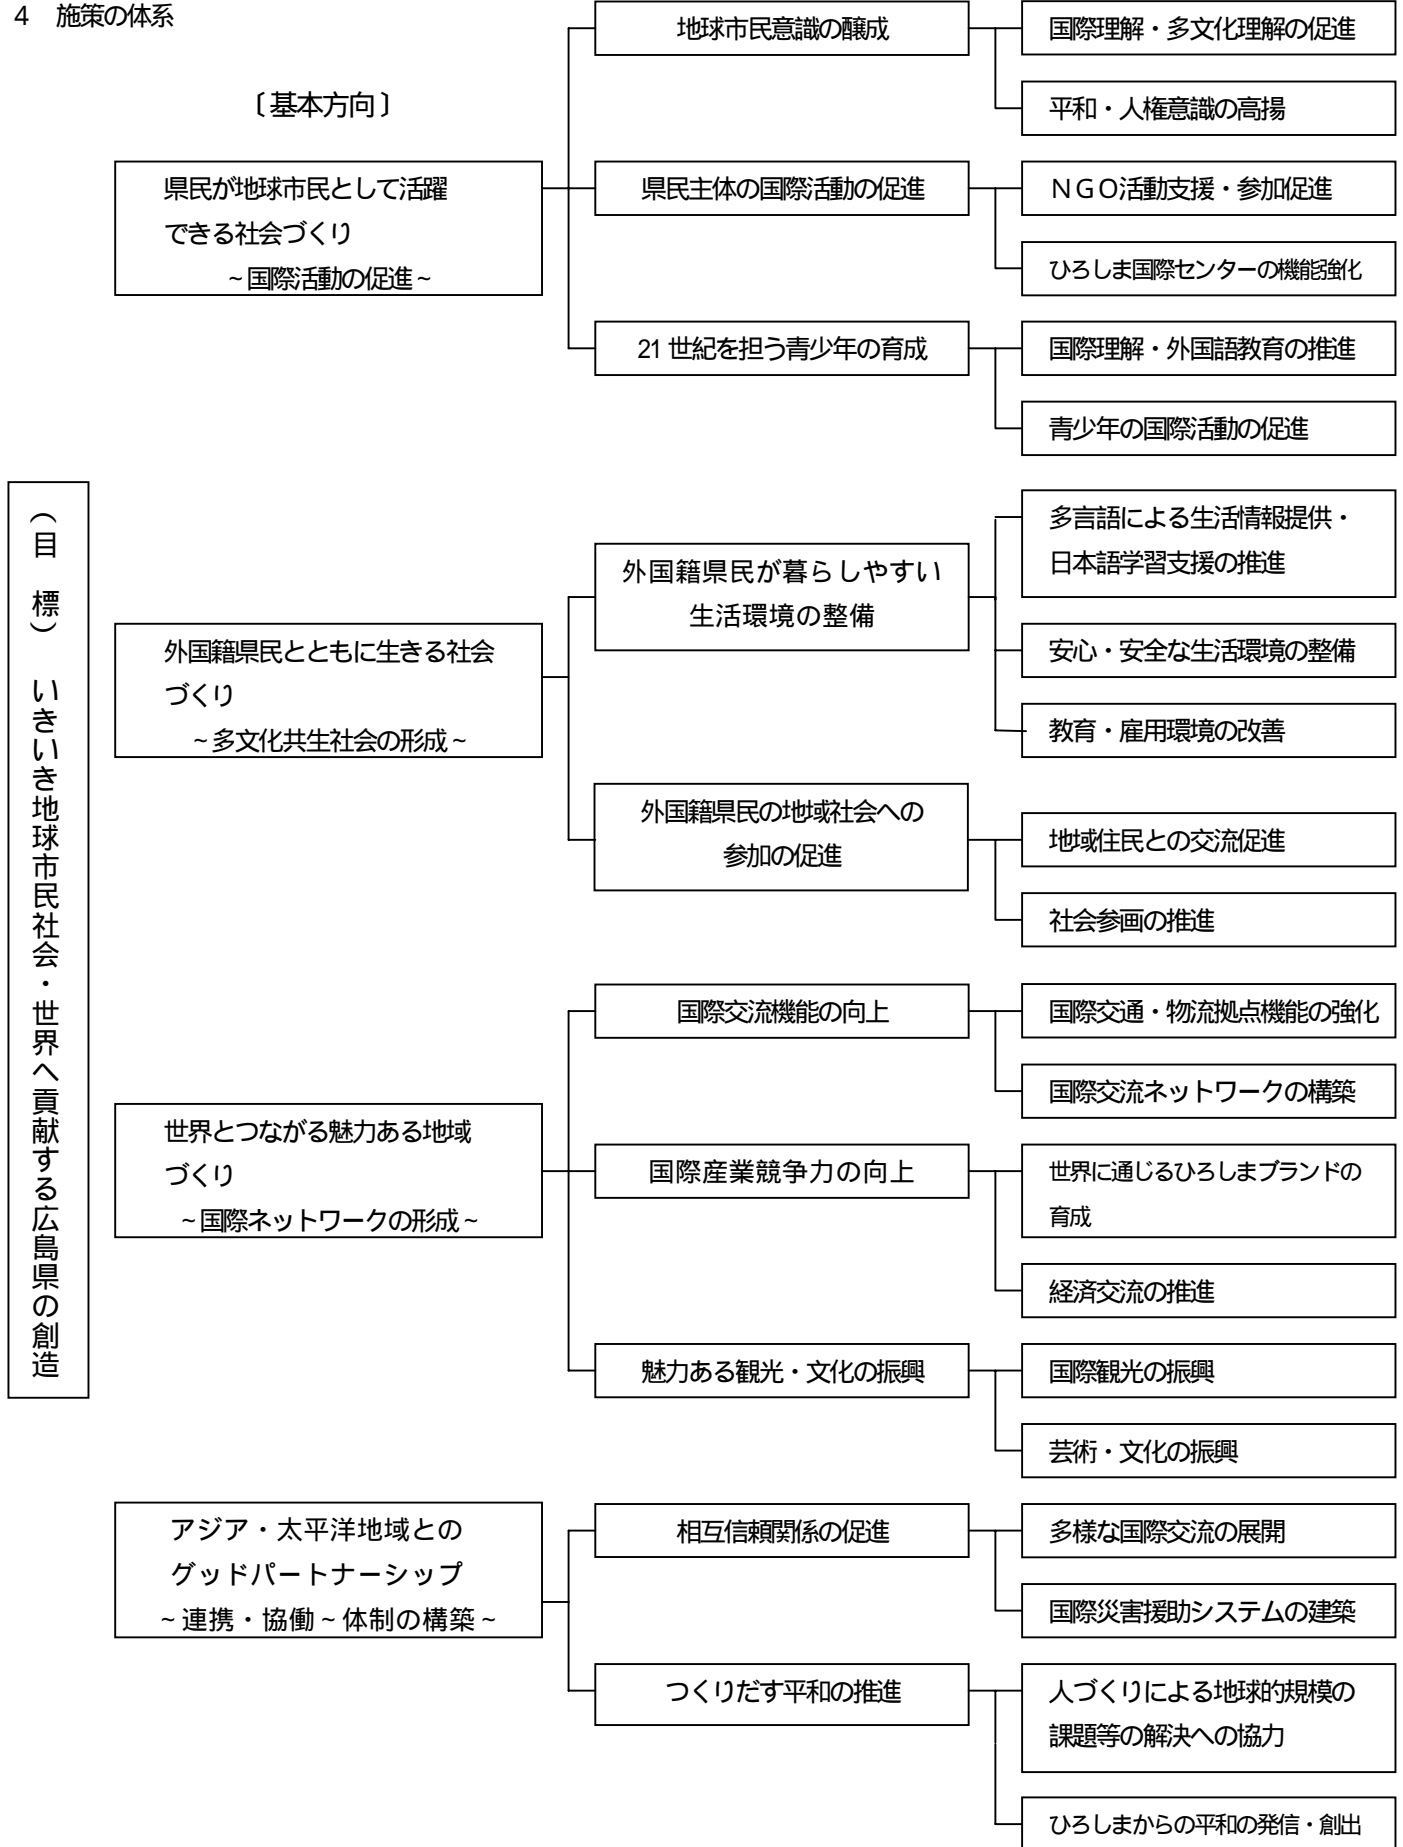 4 施策の体系
〔基本方向〕
(目 標) いきいき地球市民社会・世界へ貢献する広島県の創造
県民が地球市民として活躍
できる社会づくり
~国際活動の促進~
地球市民意識の醸成
国際理解・多文化理解の促進
平和・人権意識の高揚
県民主体の国際活動の促進
NGO活動支援・参加促進
ひろしま国際センターの機能強化
21世紀を担う青少年の育成
国際理解・外国語教育の推進
青少年の国際活動の促進
外国籍県民とともに生きる社会
づくり
~多文化共生社会の形成~
外国籍県民が暮らしやすい
生活環境の整備
多言語による生活情報提供・
日本語学習支援の推進
安心・安全な生活環境の整備
教育・雇用環境の改善
外国籍県民の地域社会への
参加の促進
地域住民との交流促進
社会参画の推進
世界とつながる魅力ある地域
づくり
~国際ネットワークの形成~
国際交流機能の向上
国際交通・物流拠点機能の強化
国際交流ネットワークの構築
国際産業競争力の向上
世界に通じるひろしまブランドの
育成
経済交流の推進
魅力ある観光・文化の振興
国際観光の振興
芸術・文化の振興
アジア・太平洋地域との
グッドパートナーシップ
~連携・協働~体制の構築~
相互信頼関係の促進
多様な国際交流の展開
国際災害援助システムの建築
つくりだす平和の推進
人づくりによる地球的規模の
課題等の解決への協力
ひろしまからの平和の発信・創出